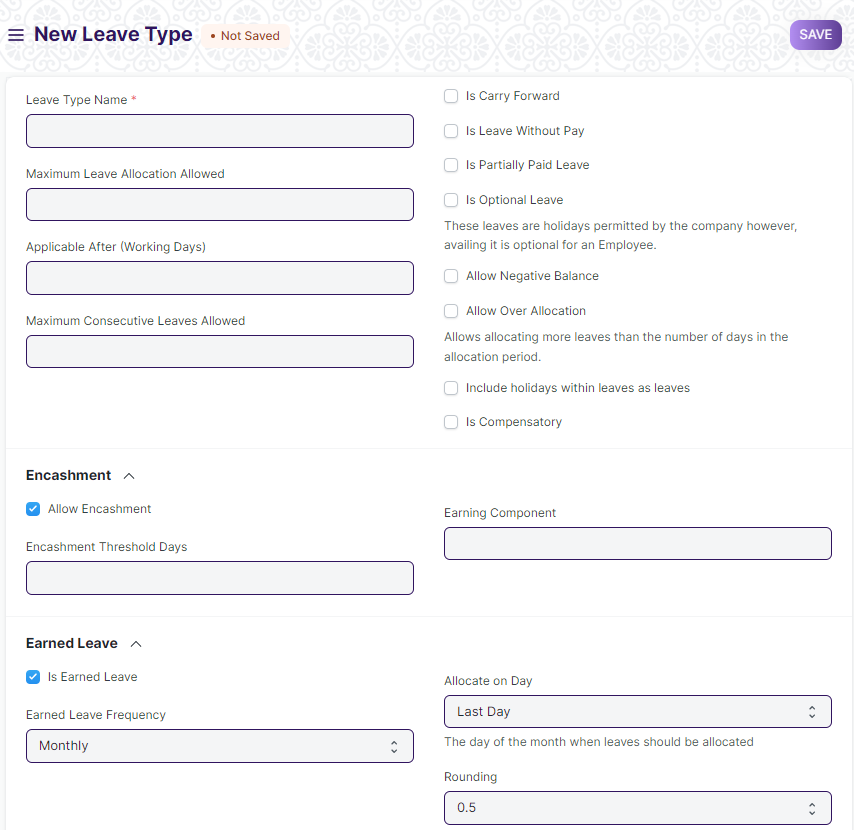 New Leave Type
• Not Saved
SAVE
Leave Type Name *
Maximum Leave Allocation Allowed
Applicable After (Working Days)
Maximum Consecutive Leaves Allowed
Is Carry Forward
Is Leave Without Pay
Is Partially Paid Leave
Is Optional Leave
These leaves are holidays permitted by the company however,
availing it is optional for an Employee.
Allow Negative Balance
Allow Over Allocation
Allows allocating more leaves than the number of days in the
allocation period.
Include holidays within leaves as leaves
Is Compensatory
Encashment
Allow Encashment
Encashment Threshold Days
Earning Component
Earned Leave
Is Earned Leave
Earned Leave Frequency
Monthly
Allocate on Day
Last Day
The day of the month when leaves should be allocated
Rounding
0.5